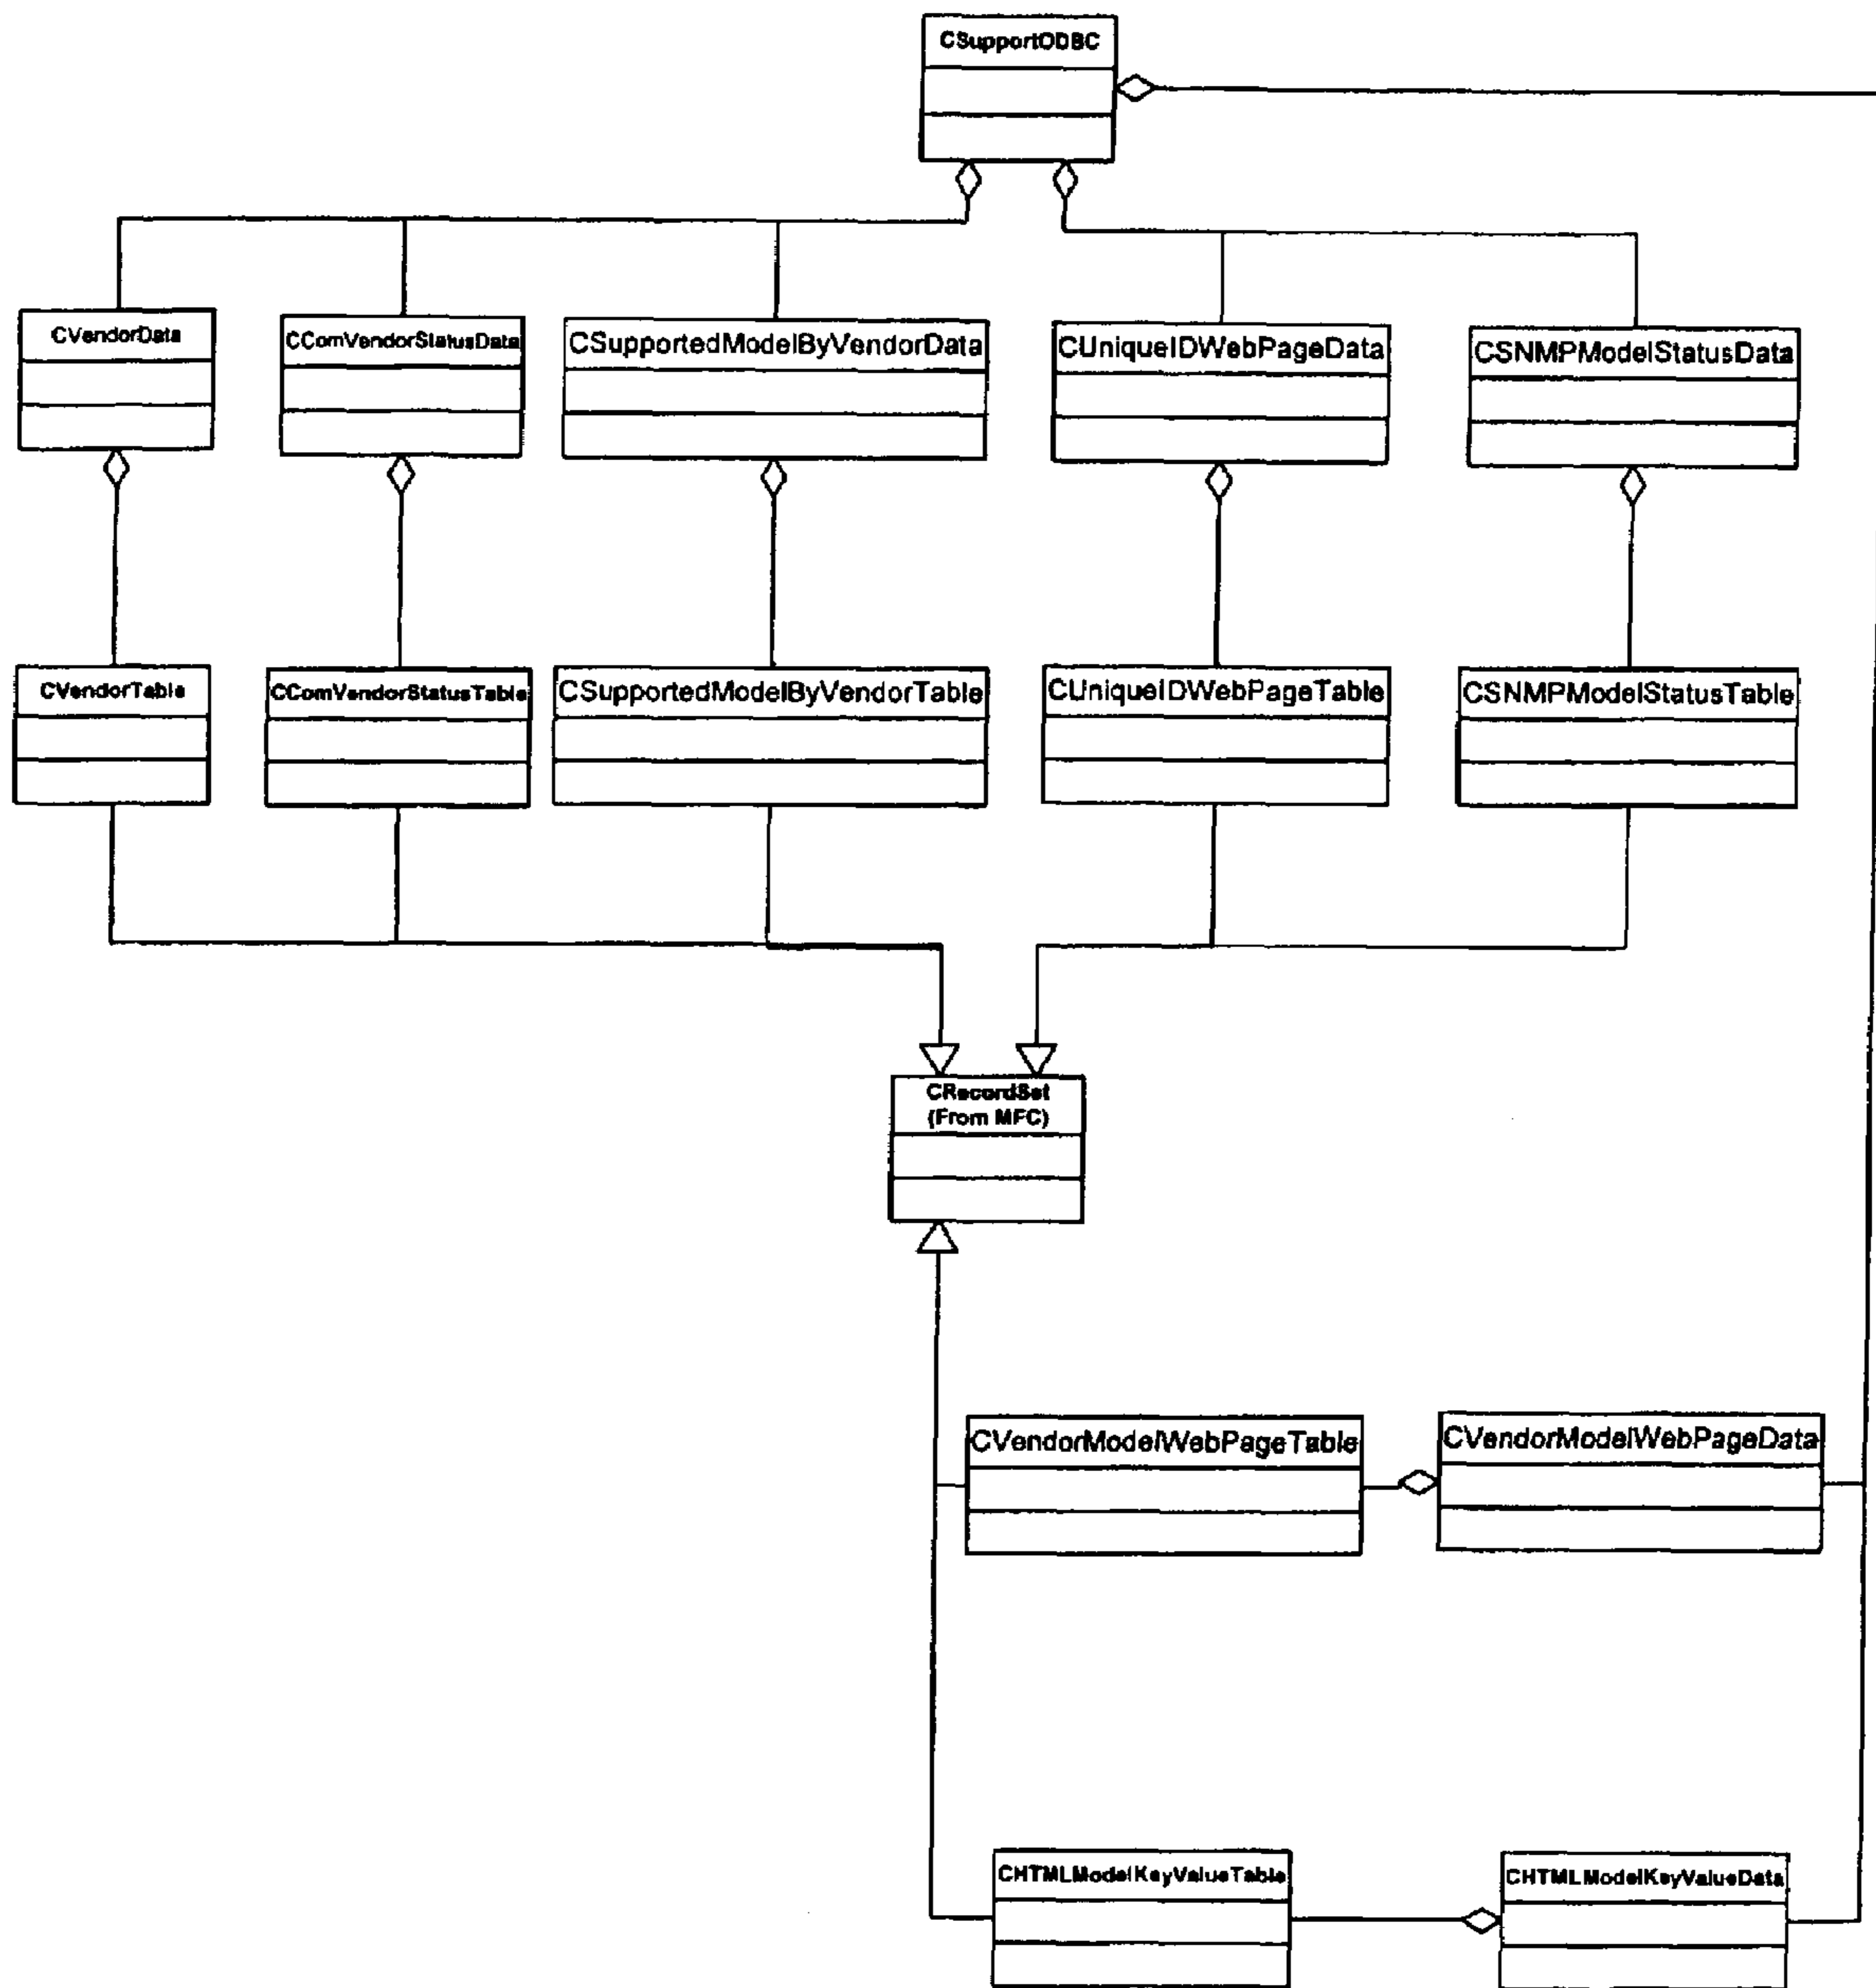 CSupportODBC
CVendorData
CComVendorStatusData
CSupportedModelByVendorData
CUniqueIDWebPageData
CSNMPModelStatusData
CVendorTable
CComVendorStatusTable
CSupportedModelByVendorTable
CUniqueIDWebPageTable
CSNMPModelStatusTable
CRecordSet
(From MFC)
CVendorModelWebPageTable
CVendorModelWebPageData
CHTMLModelKeyValueTable
CHTMLModelKeyValueData